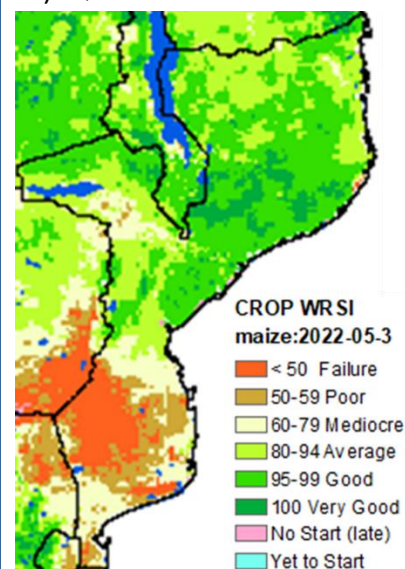 CROP WRSI
maize:2022-05-3
< 50 Failure
50-59 Poor
60-79 Mediocre
80-94 Average
95-99 Good
100 Very Good
No Start (late)
Yet to Start